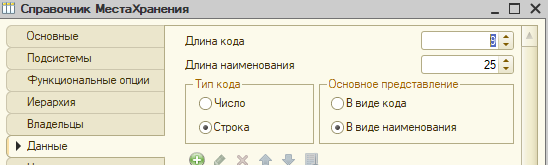 Справочник МестаХранения
Основные
Подсистемы
Функциональные опции
Иерархия
Владельцы
Данные
Длина кода 9
Длина наименования 25
Тип кода
Число
Строка
Основное представление
В виде кода
В виде наименования